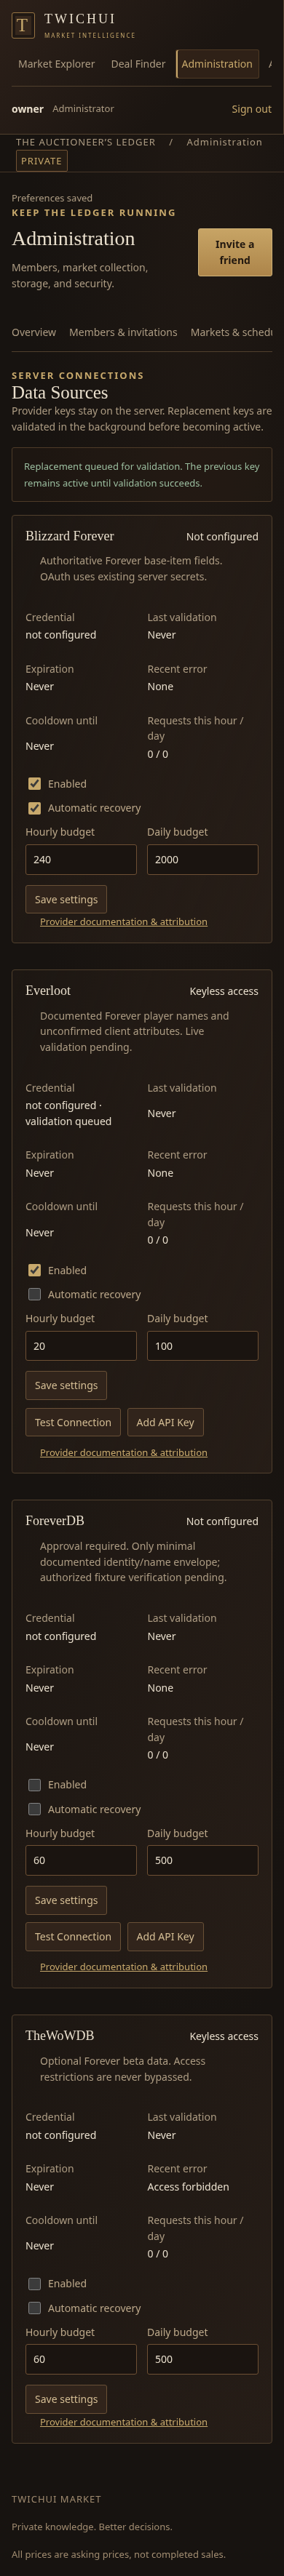 T TWICHUI
MARKET INTELLIGENCE
Market Explorer Deal Finder Administration A
owner Administrator Sign out
THE AUCTIONEER'S LEDGER / Administration
PRIVATE
Preferences saved
KEEP THE LEDGER RUNNING
Administration
Members, market collection,
storage, and security.
Invite a
friend
Overview Members & invitations Markets & schedu
SERVER CONNECTIONS
Data Sources
Provider keys stay on the server. Replacement keys are
validated in the background before becoming active.
Replacement queued for validation. The previous key
remains active until validation succeeds.
Blizzard Forever Not configured
Authoritative Forever base-item fields.
OAuth uses existing server secrets.
Credential Last validation
not configured Never
Expiration Recent error
Never None
Cooldown until Requests this hour /
day
Never 0 / 0
Enabled
Automatic recovery
Hourly budget Daily budget
240 2000
Save settings
Provider documentation & attribution
Everloot Keyless access
Documented Forever player names and
unconfirmed client attributes. Live
validation pending.
Credential Last validation
not configured ·
validation queued Never
Expiration Recent error
Never None
Cooldown until Requests this hour /
day
Never 0 / 0
Enabled
Automatic recovery
Hourly budget Daily budget
20 100
Save settings
Test Connection Add API Key
Provider documentation & attribution
ForeverDB Not configured
Approval required. Only minimal
documented identity/name envelope;
authorized fixture verification pending.
Credential Last validation
not configured Never
Expiration Recent error
Never None
Cooldown until Requests this hour /
day
Never 0 / 0
Enabled
Automatic recovery
Hourly budget Daily budget
60 500
Save settings
Test Connection Add API Key
Provider documentation & attribution
TheWoWDB Keyless access
Optional Forever beta data. Access
restrictions are never bypassed.
Credential Last validation
not configured Never
Expiration Recent error
Never Access forbidden
Cooldown until Requests this hour /
day
Never 0 / 0
Enabled
Automatic recovery
Hourly budget Daily budget
60 500
Save settings
Provider documentation & attribution
TWICHUI MARKET
Private knowledge. Better decisions.
All prices are asking prices, not completed sales.